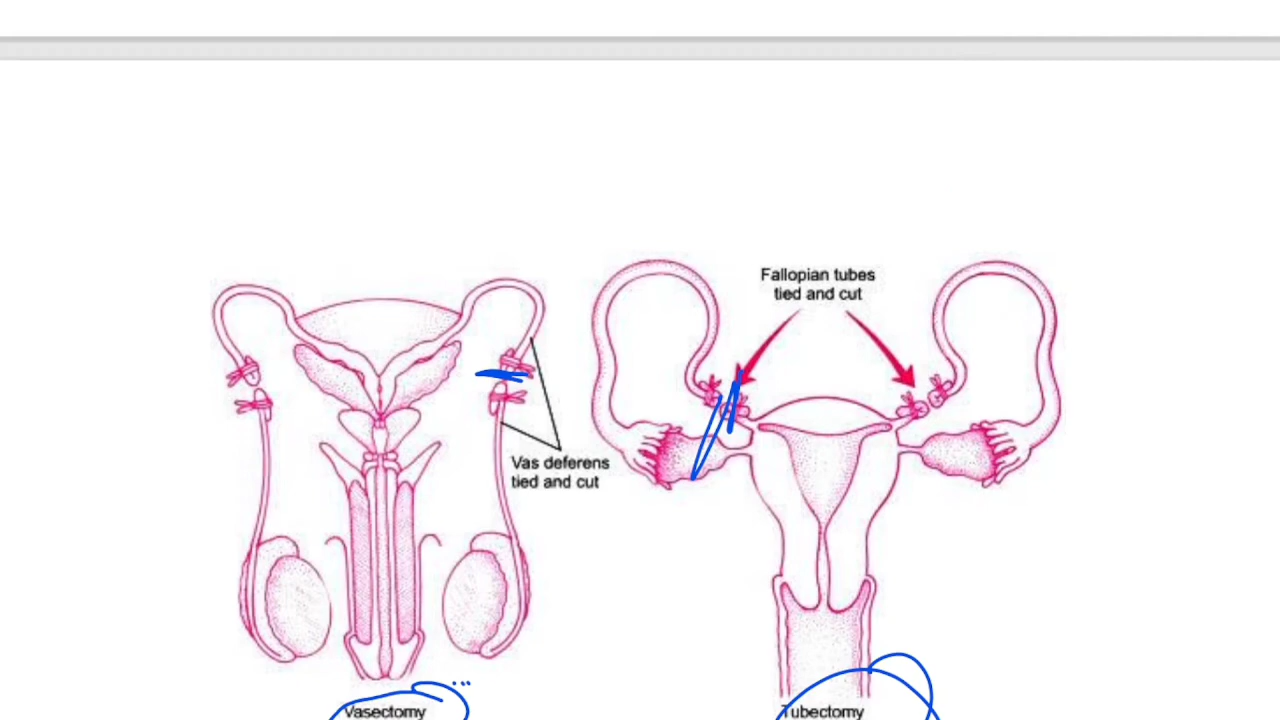 Fallopian tubes
tied and cut
Vas deferens
tied and cut
Vasectomy
Tubectomy